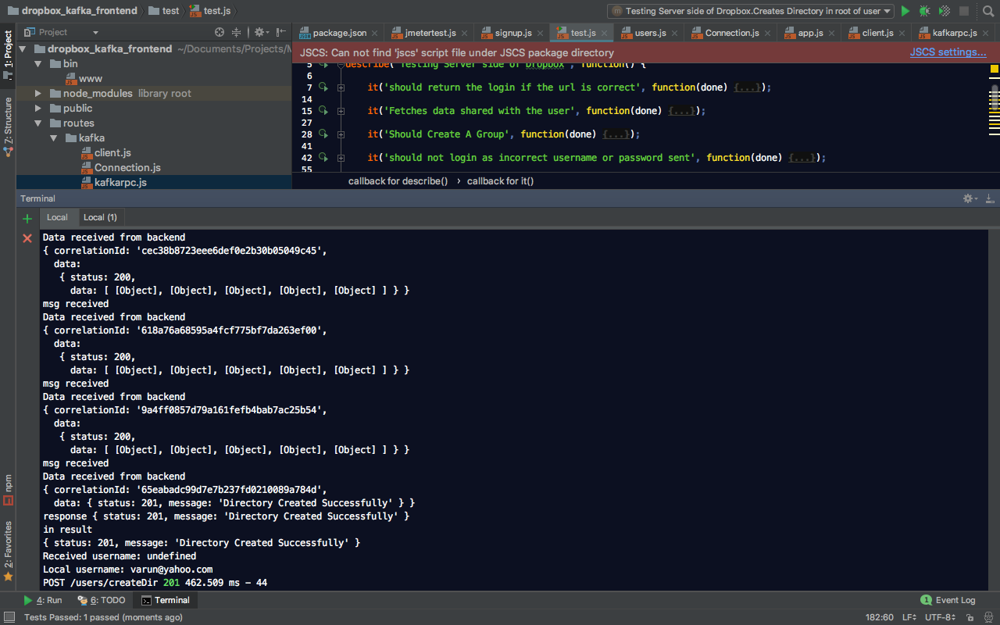 dropbox_kafka_frontend test test.js
Testing Server side of Dropbox.Creates Directory in root of user
1: Project
Z: Structure
npm
2: Favorites
Project
dropbox_kafka_frontend ~/Documents/Projects/M
bin
www
node_modules library root
public
routes
kafka
client.js
Connection.js
kafkarpc.js
package.json jmetertest.js signup.js test.js users.js Connection.js app.js client.js kafkarpc.js
JSCS: Can not find 'jscs' script file under JSCS package directory
JSCS settings...
5 describe('Testing Server side of Dropbox', function() {
6
7 it('should return the login if the url is correct', function(done) {...});
14
15 it('Fetches data shared with the user', function(done) {...});
27
28 it('Should Create A Group', function(done) {...});
41
42 it('should not login as incorrect username or password sent', function(done) {...});
55
callback for describe() › callback for it()
Terminal
Local Local (1)
Data received from backend
{ correlationId: 'cec38b8723eee6def0e2b30b05049c45',
data:
{ status: 200,
data: [ [Object], [Object], [Object], [Object], [Object] ] } }
msg received
Data received from backend
{ correlationId: '618a76a68595a4fcf775bf7da263ef00',
data:
{ status: 200,
data: [ [Object], [Object], [Object], [Object], [Object] ] } }
msg received
Data received from backend
{ correlationId: '9a4ff0857d79a161fefb4bab7ac25b54',
data:
{ status: 200,
data: [ [Object], [Object], [Object], [Object], [Object] ] } }
msg received
Data received from backend
{ correlationId: '65eabadc99d7e7b237fd0210089a784d',
data: { status: 201, message: 'Directory Created Successfully' } }
response { status: 201, message: 'Directory Created Successfully' }
in result
{ status: 201, message: 'Directory Created Successfully' }
Received username: undefined
Local username: varun@yahoo.com
POST /users/createDir 201 462.509 ms - 44
4: Run 6: TODO Terminal
1 Event Log
Tests Passed: 1 passed (moments ago)
182:60 LF UTF-8